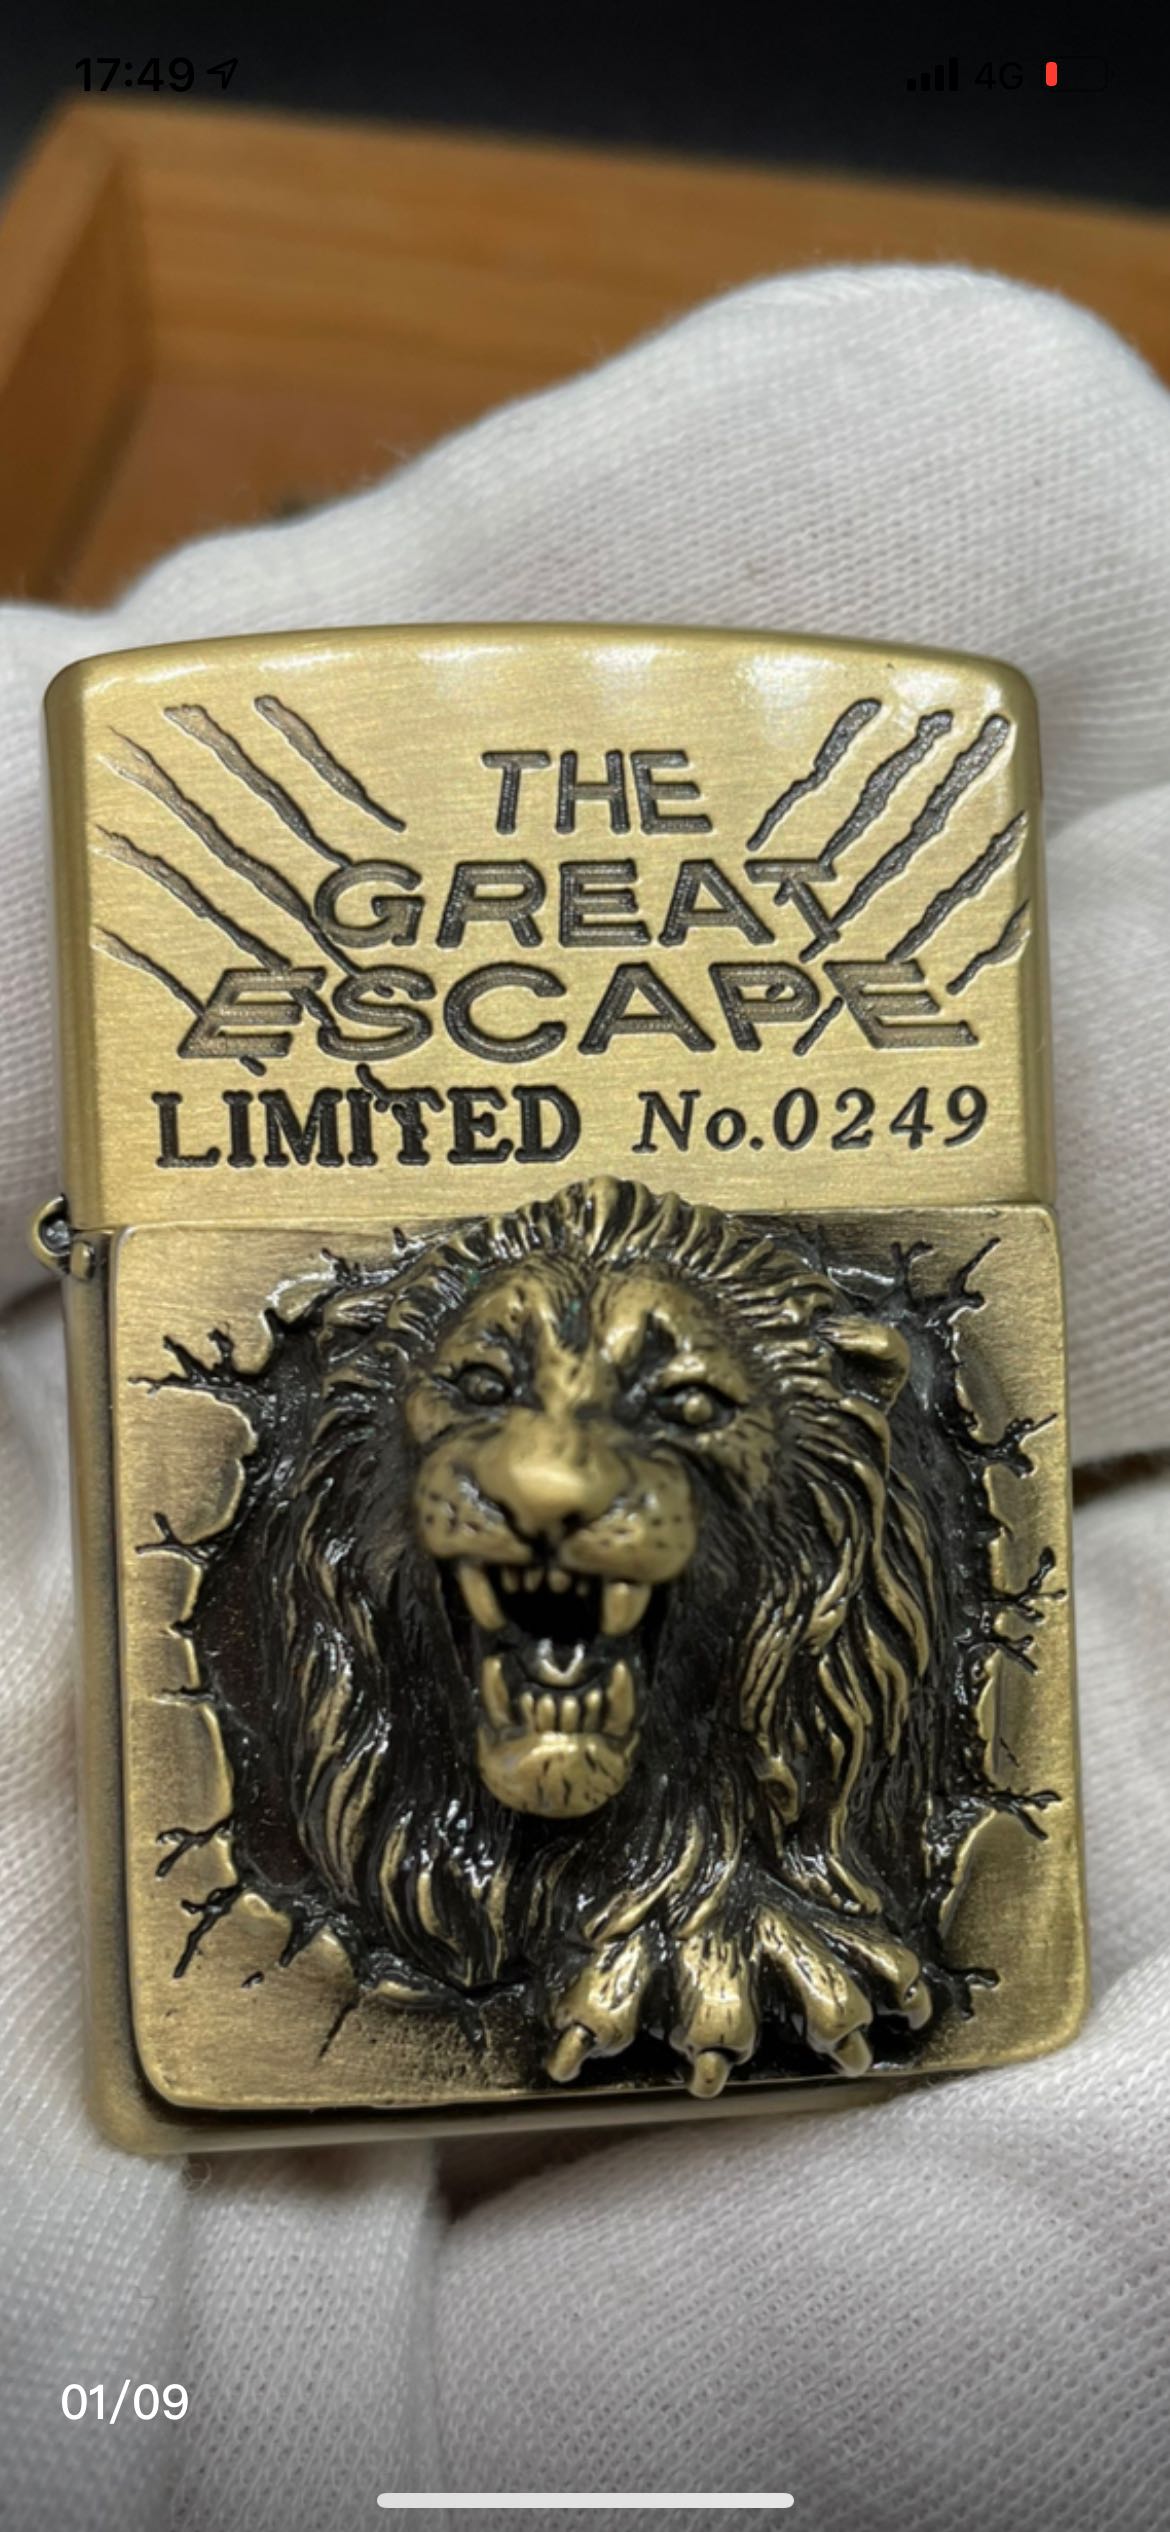 17:49
4G
THE
GREAT
ESCAPE
LIMITED No.0249
01/09